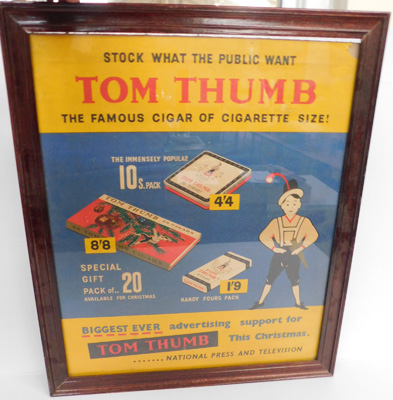 STOCK WHAT THE PUBLIC WANT
TOM THUMB
THE FAMOUS CIGAR OF CIGARETTE SIZE!
THE IMMENSELY POPULAR
10s. PACK
4'4
TOM THUMB
8'8
SPECIAL
GIFT
PACK of.. 20
AVAILABLE FOR CHRISTMAS
1'9
HANDY FOURS PACK
BIGGEST EVER advertising support for
TOM THUMB This Christmas.
....... NATIONAL PRESS AND TELEVISION